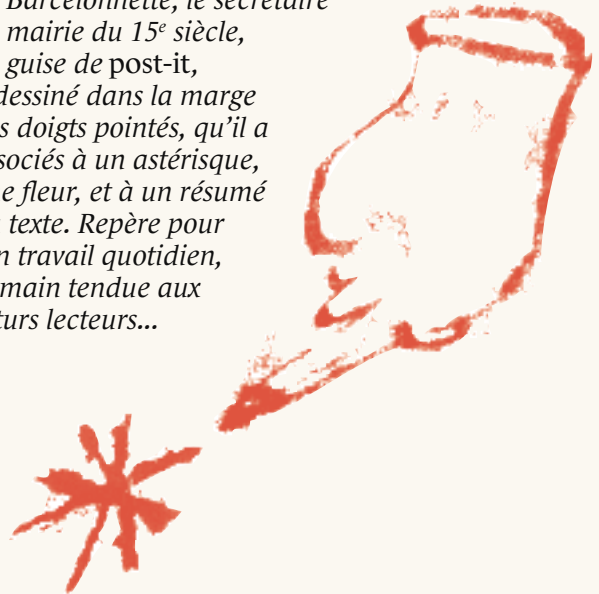 Barcelonnette, le secrétaire
mairie du 15e siècle,
guise de post-it,
dessiné dans la marge
s doigts pointés, qu'il a
sociés à un astérisque,
e fleur, et à un résumé
texte. Repère pour
n travail quotidien,
main tendue aux
turs lecteurs...